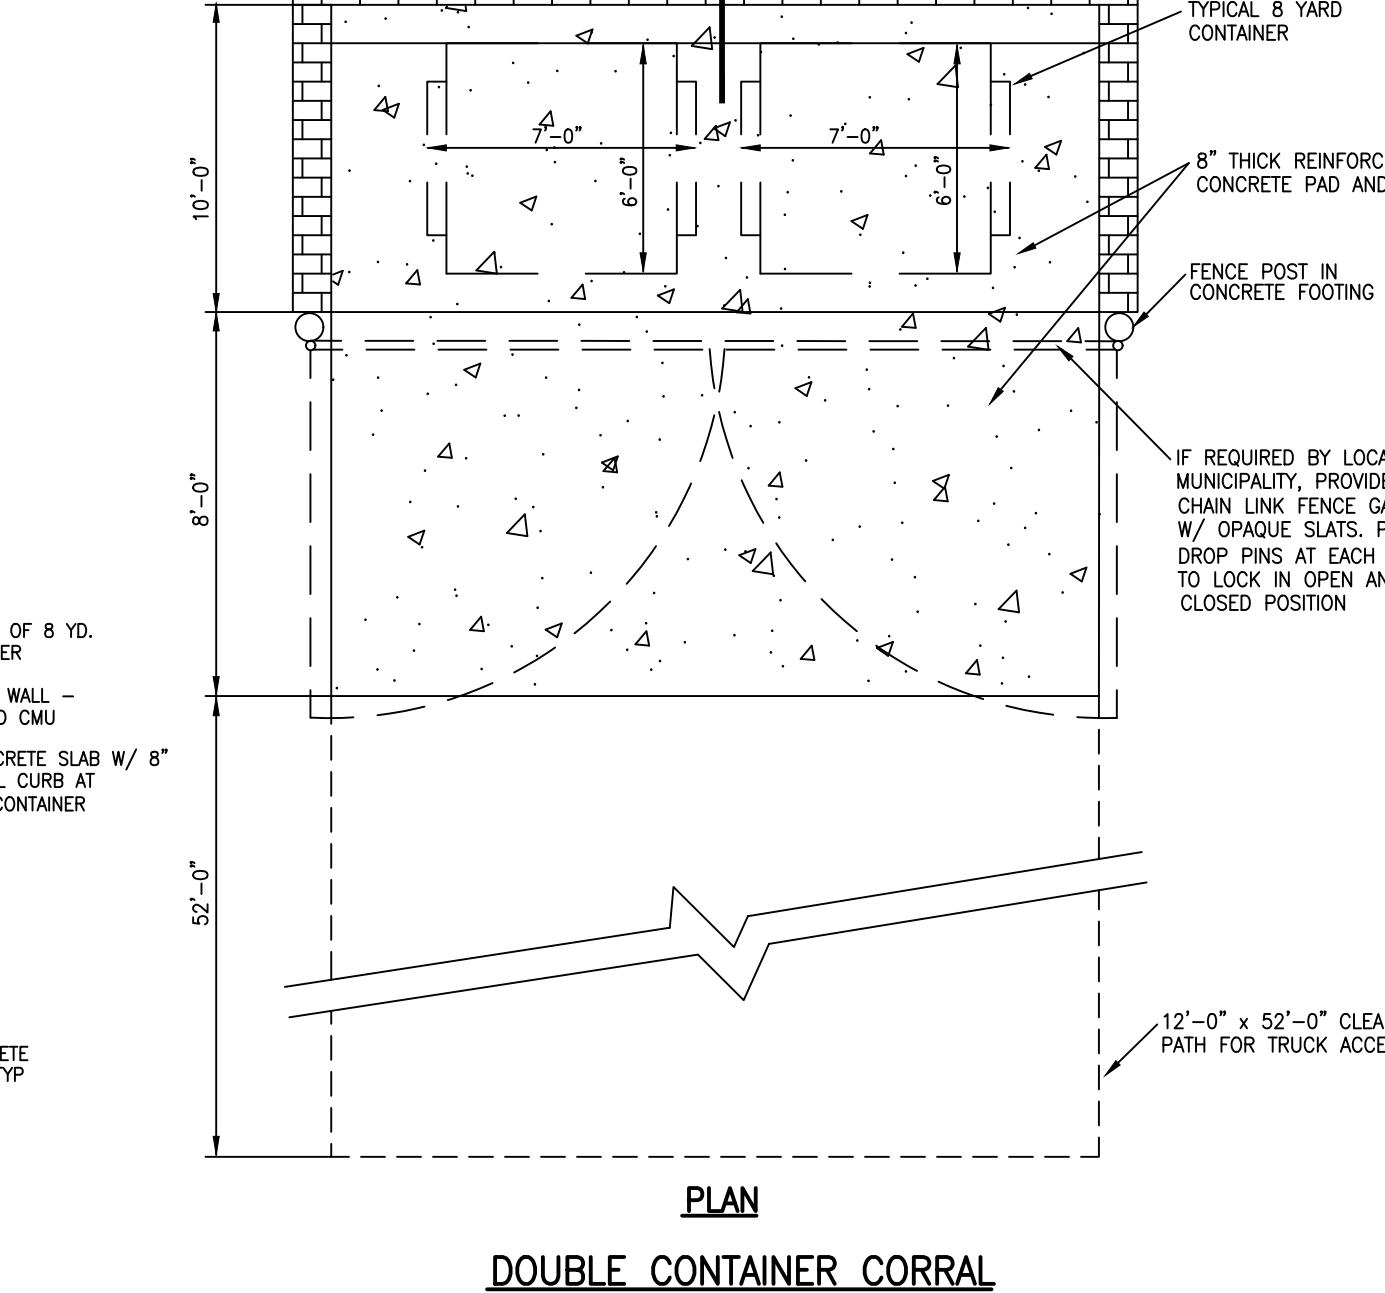 TYPICAL 8 YARD
CONTAINER
7'-0"
6'-0"
7'-0"
6'-0"
10'-0"
8" THICK REINFORC
CONCRETE PAD AND
FENCE POST IN
CONCRETE FOOTING
8'-0"
IF REQUIRED BY LOCA
MUNICIPALITY, PROVIDE
CHAIN LINK FENCE GA
W/ OPAQUE SLATS. P
DROP PINS AT EACH
TO LOCK IN OPEN AN
CLOSED POSITION
OF 8 YD.
ER
WALL -
D CMU
CRETE SLAB W/ 8"
L CURB AT
CONTAINER
52'-0"
ETE
TYP
12'-0" x 52'-0" CLEA
PATH FOR TRUCK ACCE
PLAN
DOUBLE CONTAINER CORRAL